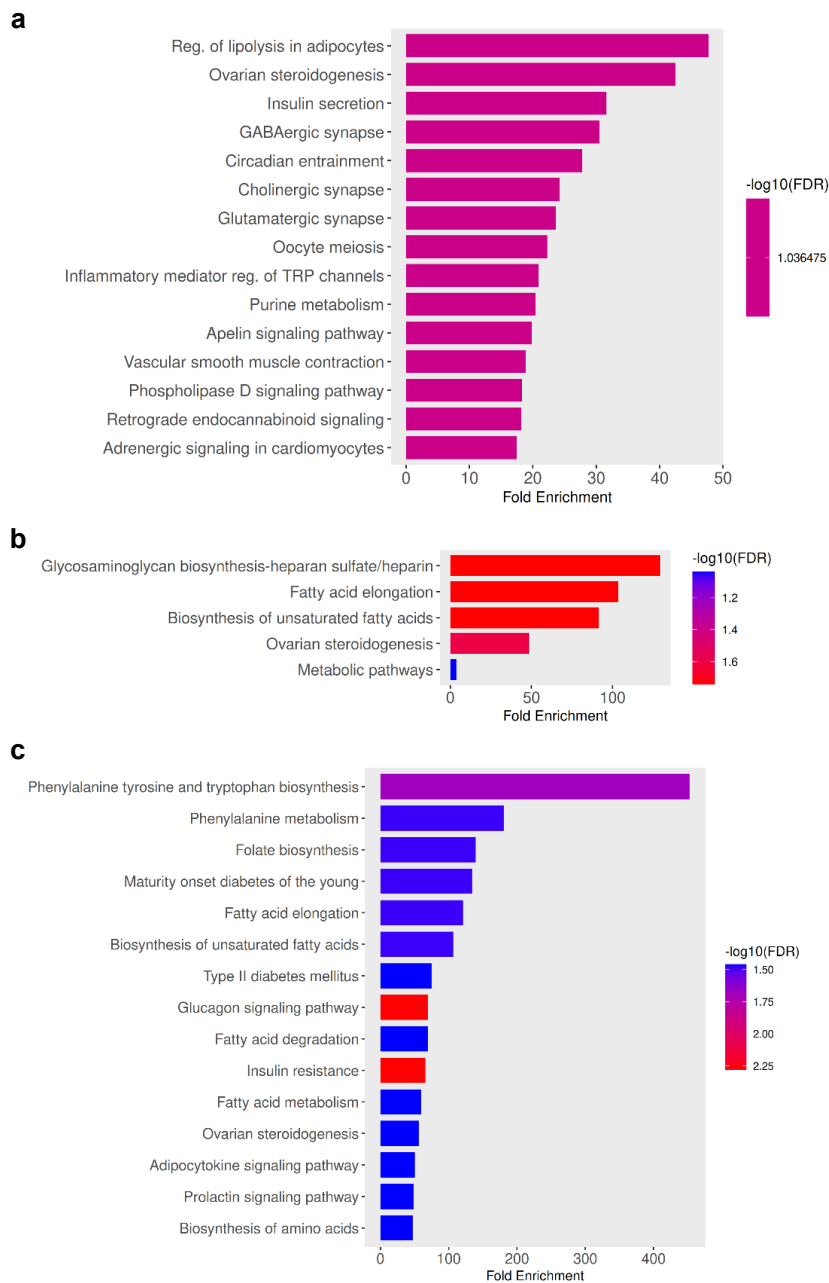 a
Reg. of lipolysis in adipocytes
Ovarian steroidogenesis
Insulin secretion
GABAergic synapse
Circadian entrainment
Cholinergic synapse
Glutamatergic synapse
Oocyte meiosis
Inflammatory mediator reg. of TRP channels
Purine metabolism
Apelin signaling pathway
Vascular smooth muscle contraction
Phospholipase D signaling pathway
Retrograde endocannabinoid signaling
Adrenergic signaling in cardiomyocytes
0 10 20 30 40 50
Fold Enrichment
-log10(FDR)
1.036475
b
Glycosaminoglycan biosynthesis-heparan sulfate/heparin
Fatty acid elongation
Biosynthesis of unsaturated fatty acids
Ovarian steroidogenesis
Metabolic pathways
0 50 100
Fold Enrichment
-log10(FDR)
1.2
1.4
1.6
c
Phenylalanine tyrosine and tryptophan biosynthesis
Phenylalanine metabolism
Folate biosynthesis
Maturity onset diabetes of the young
Fatty acid elongation
Biosynthesis of unsaturated fatty acids
Type II diabetes mellitus
Glucagon signaling pathway
Fatty acid degradation
Insulin resistance
Fatty acid metabolism
Ovarian steroidogenesis
Adipocytokine signaling pathway
Prolactin signaling pathway
Biosynthesis of amino acids
0 100 200 300 400
Fold Enrichment
-log10(FDR)
1.50
1.75
2.00
2.25